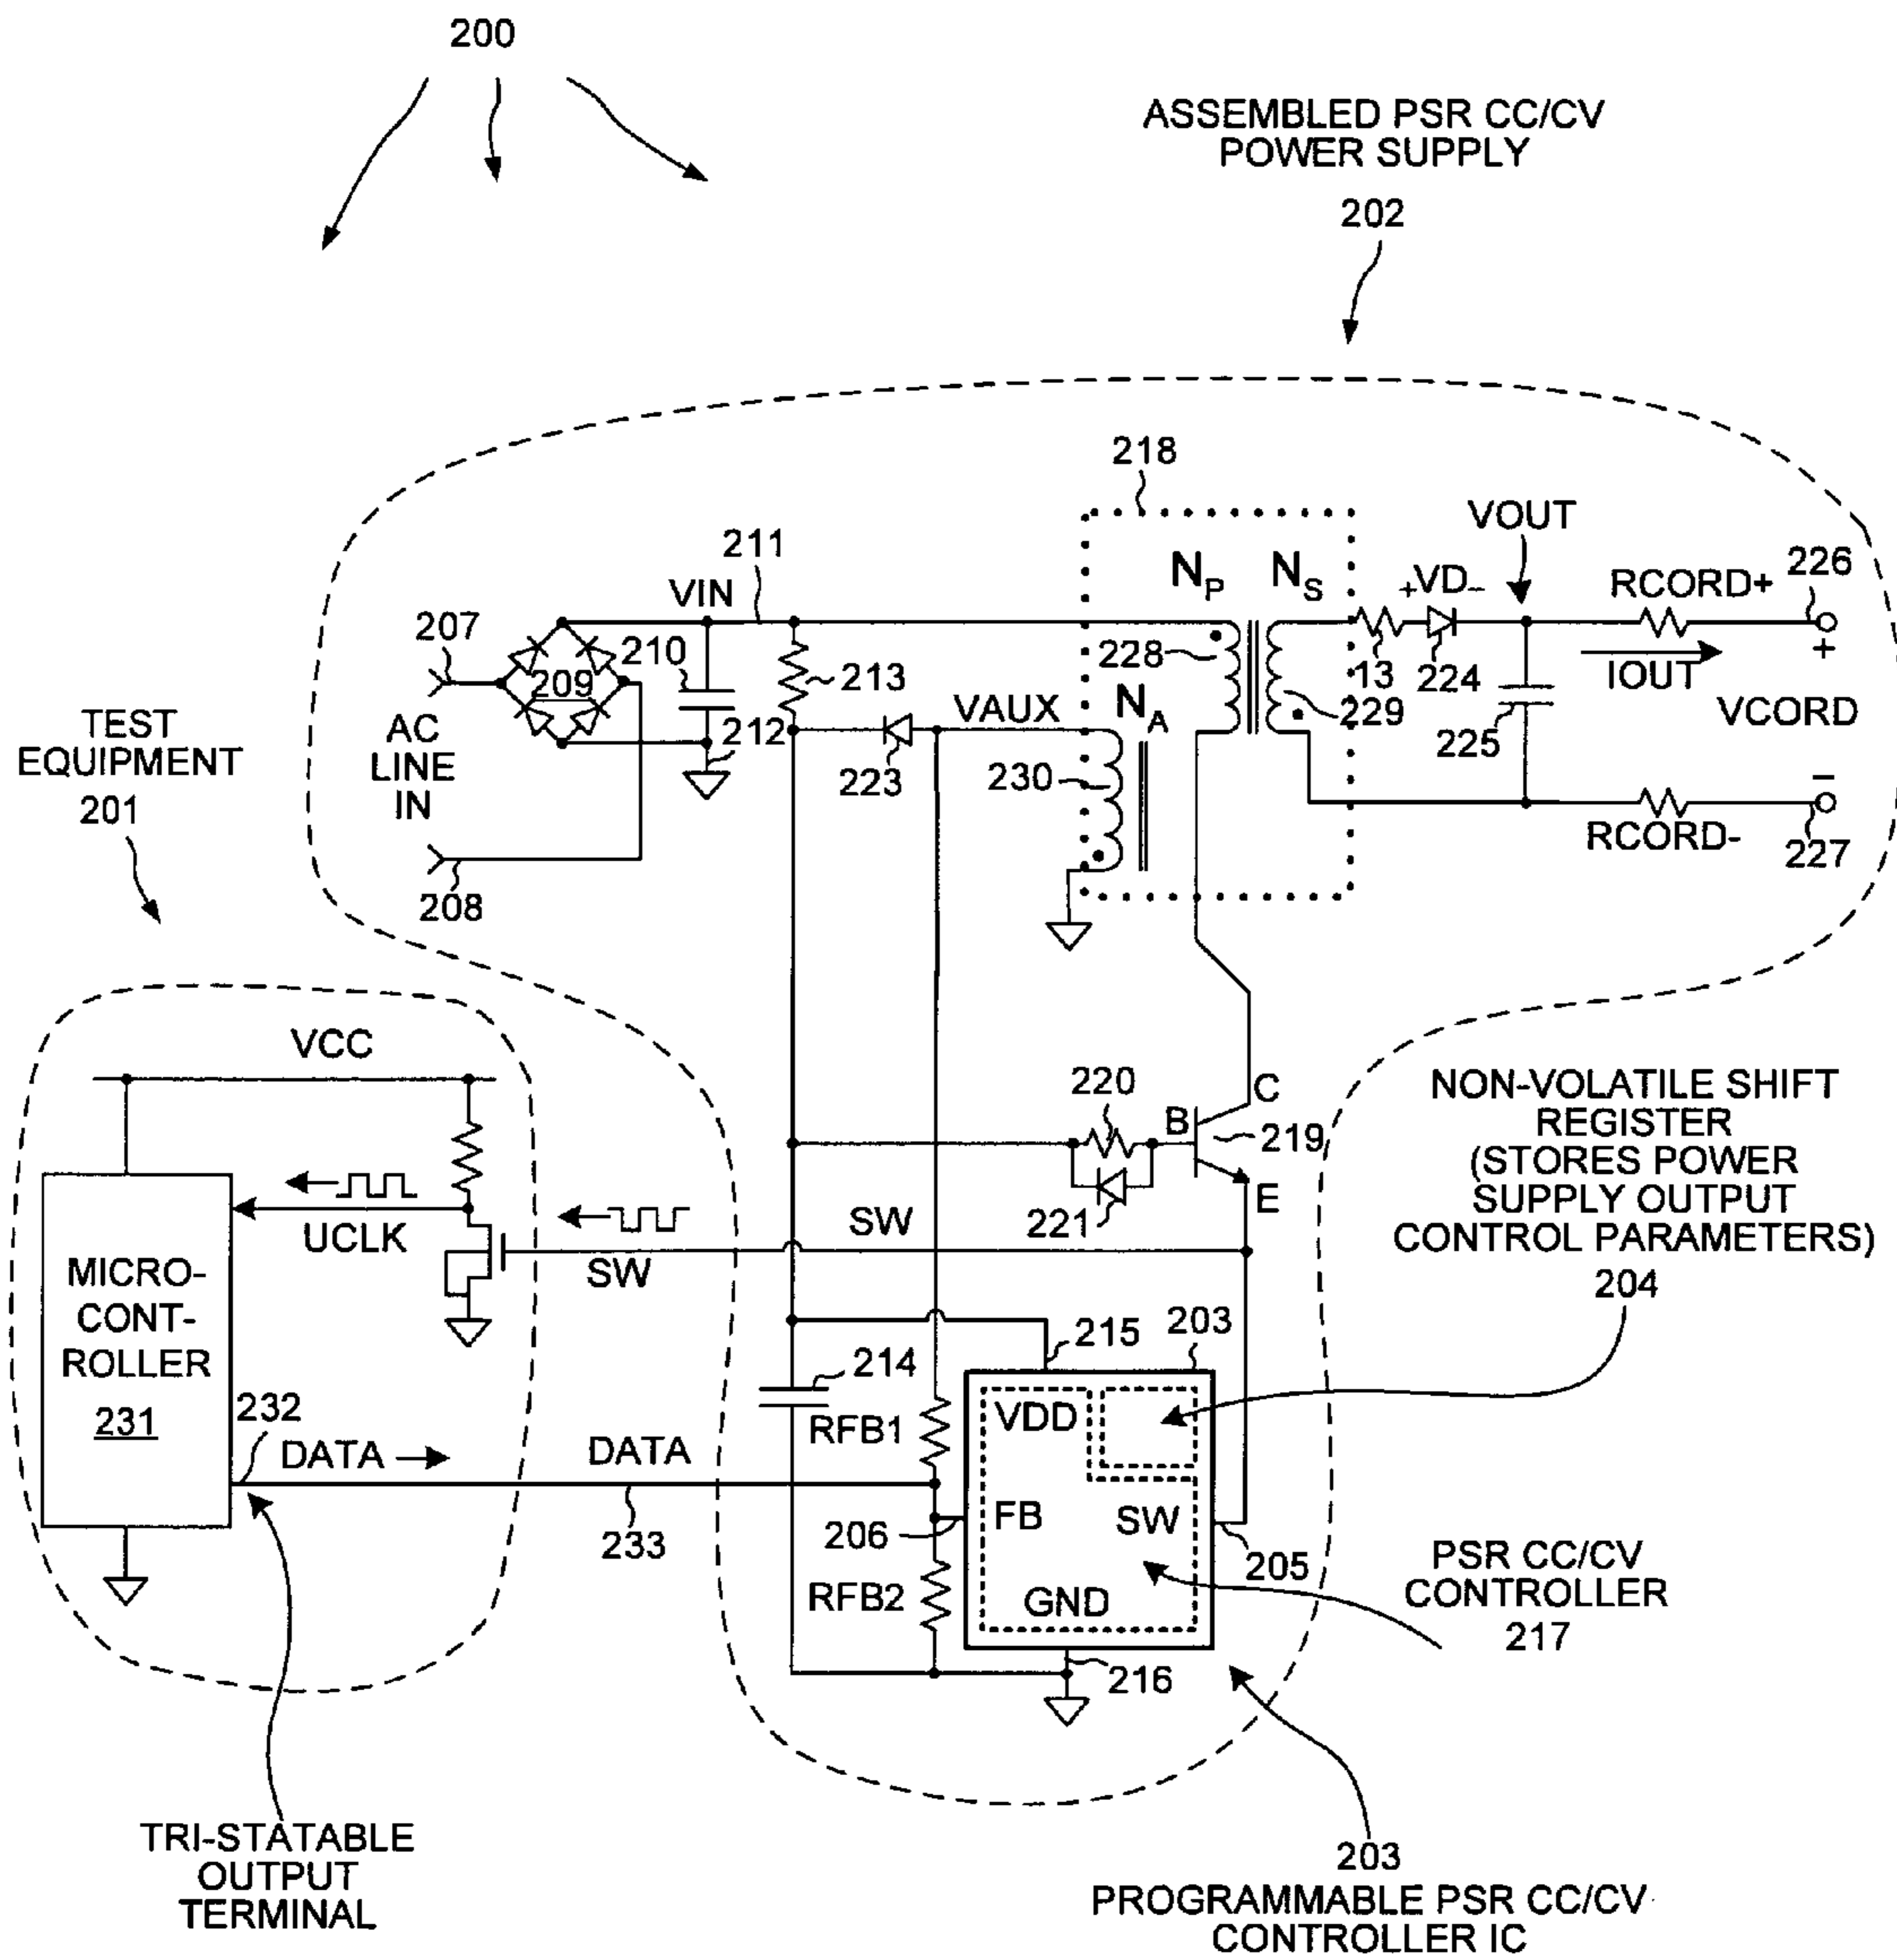 200
ASSEMBLED PSR CC/CV
POWER SUPPLY
202
218
VOUT
211
N_P
N_S
+VD-
RCORD+
226
207
VIN
210
209
213
228
13
224
IOUT
+
VAUX
N_A
229
VCORD
TEST
EQUIPMENT
201
AC
LINE
IN
212
223
230
225
-
RCORD-
227
208
VCC
220
C
B
219
NON-VOLATILE SHIFT
REGISTER
(STORES POWER
SUPPLY OUTPUT
CONTROL PARAMETERS)
204
221
E
UCLK
SW
SW
MICRO-
CONT-
ROLLER
231
215
203
214
232
VDD
RFB1
DATA
DATA
FB
SW
206
233
205
PSR CC/CV
CONTROLLER
217
RFB2
GND
216
TRI-STATABLE
OUTPUT
TERMINAL
203
PROGRAMMABLE PSR CC/CV
CONTROLLER IC